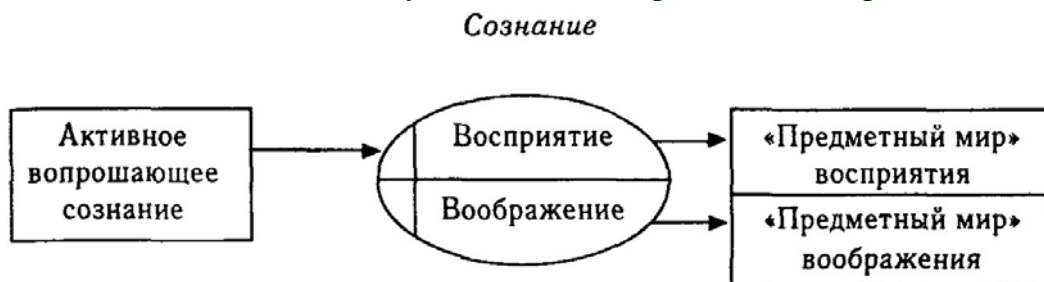 Сознание
Активное
вопрошающее
сознание
Восприятие
Воображение
«Предметный мир»
восприятия
«Предметный мир»
воображения